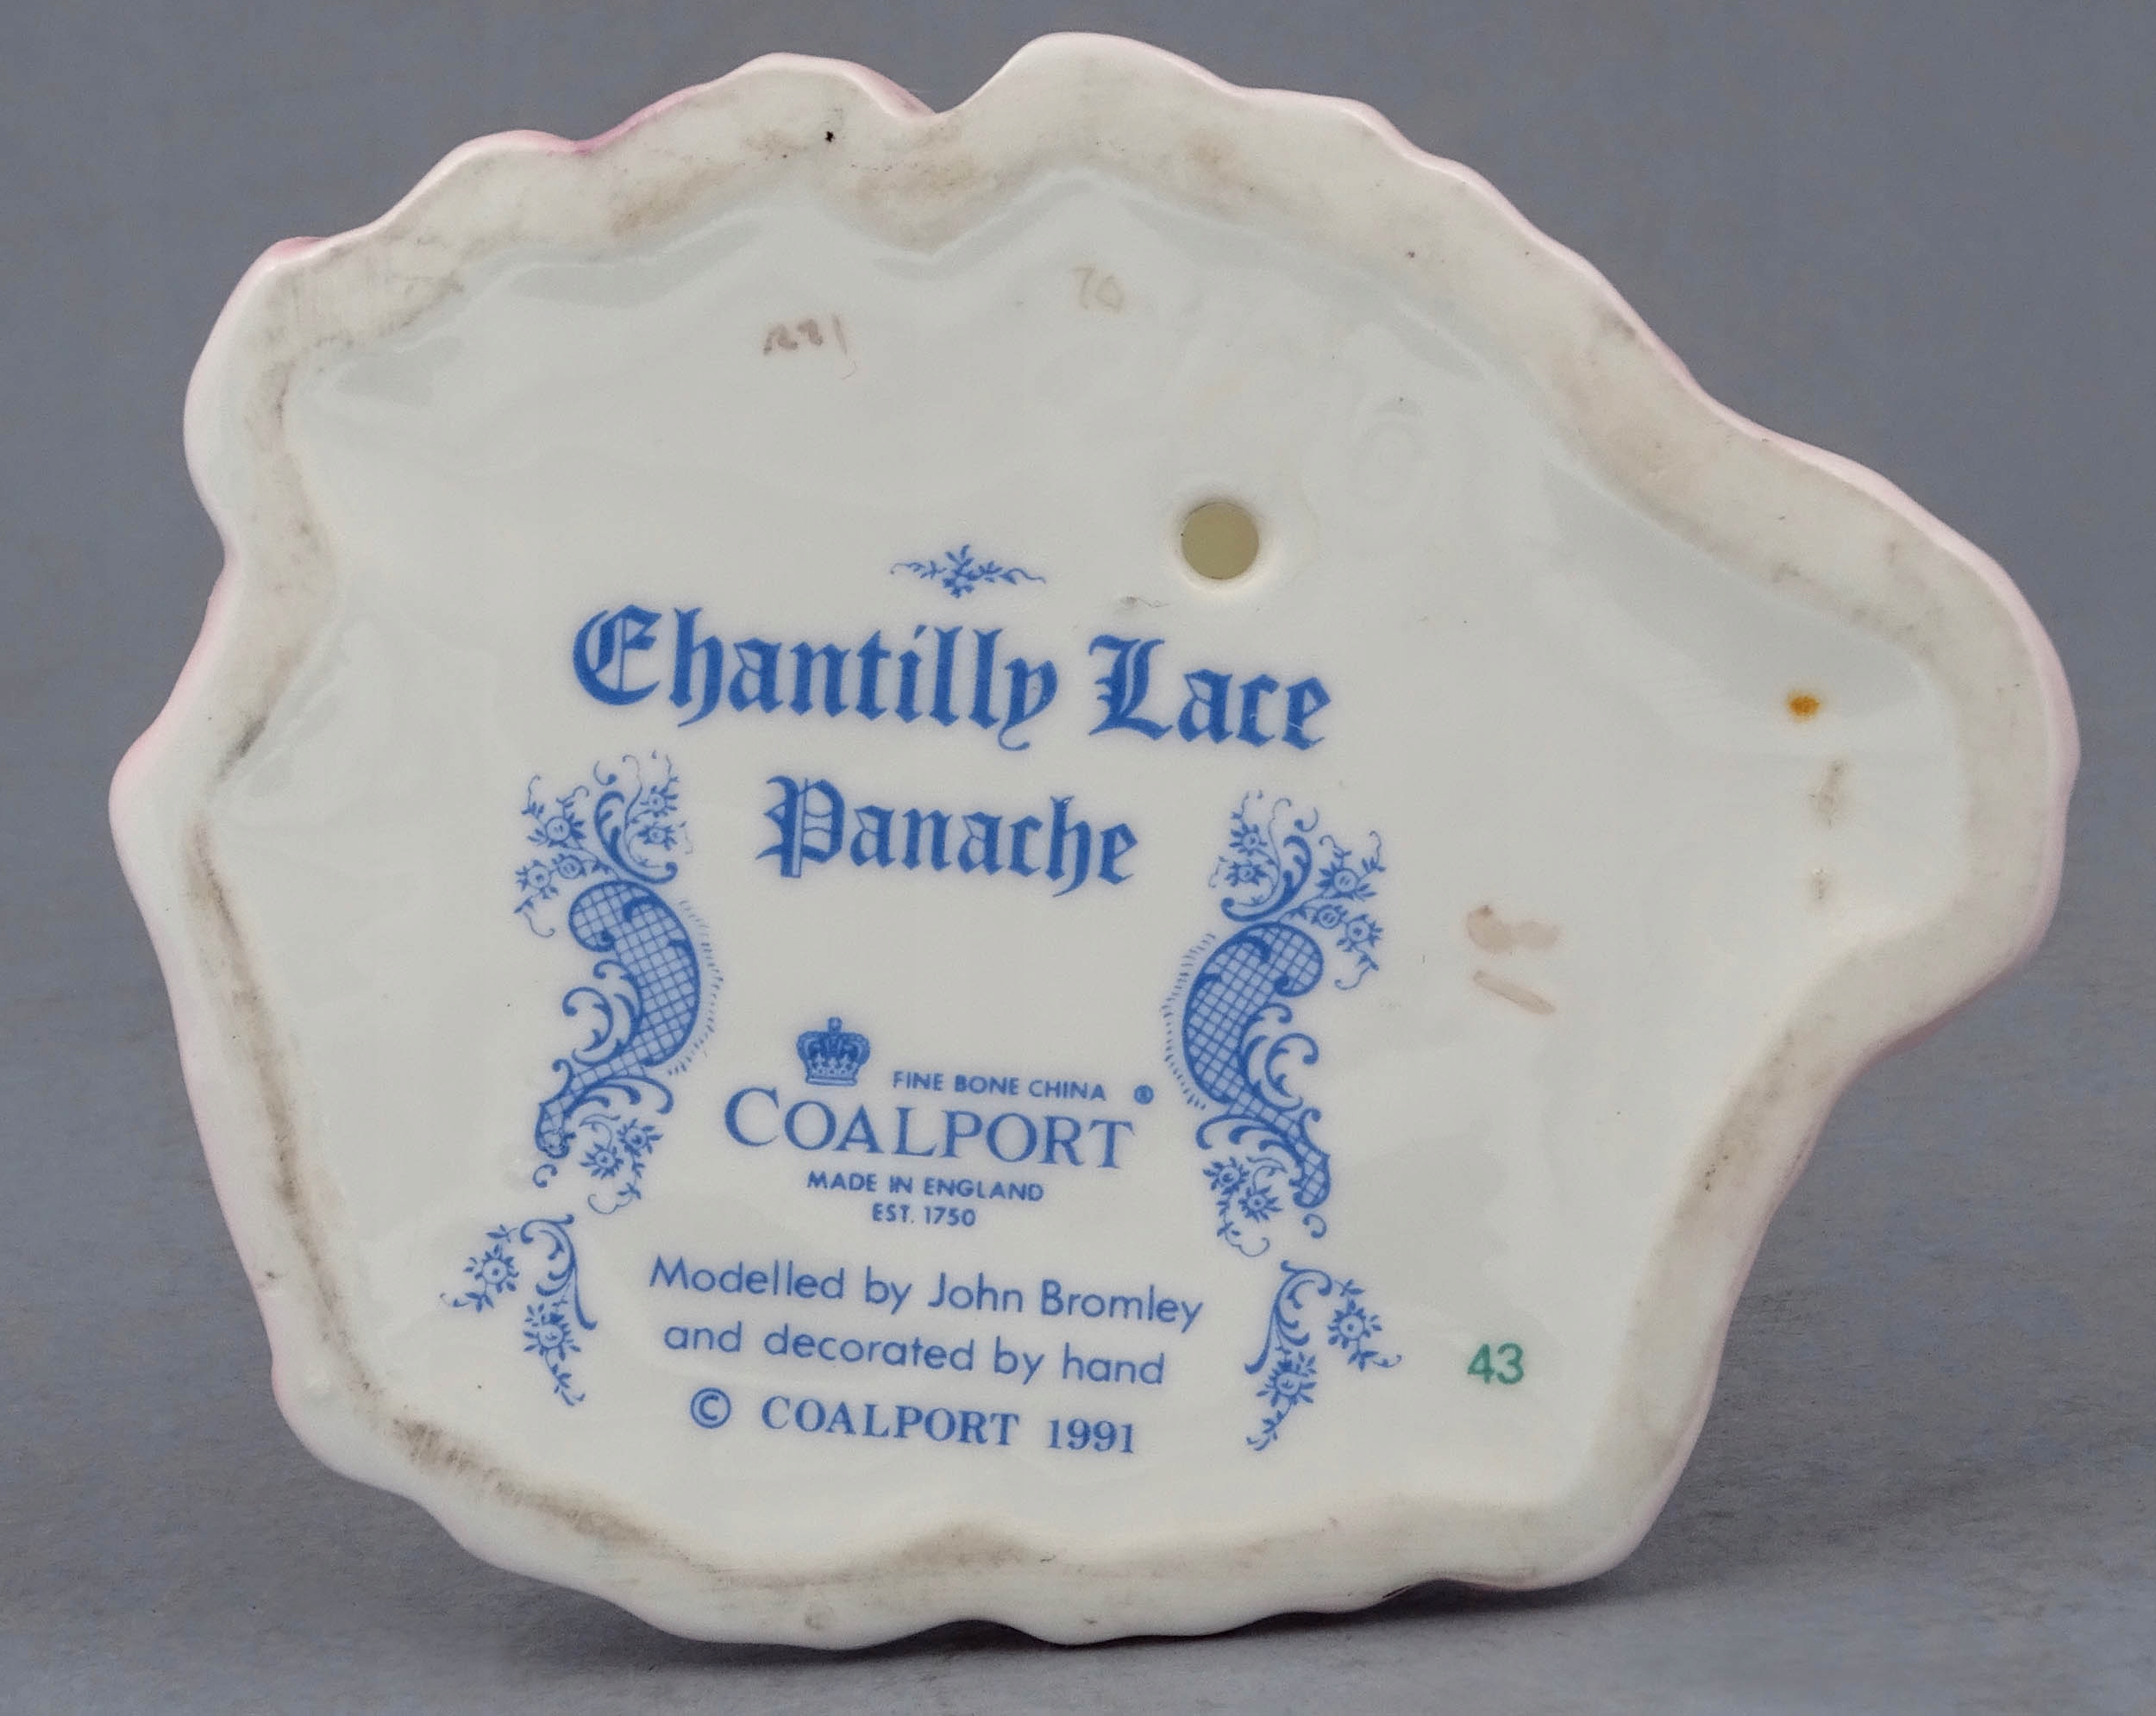 Chantilly Lace
Panache
FINE BONE CHINA ®
COALPORT
MADE IN ENGLAND
EST. 1750
Modelled by John Bromley
and decorated by hand
© COALPORT 1991
43